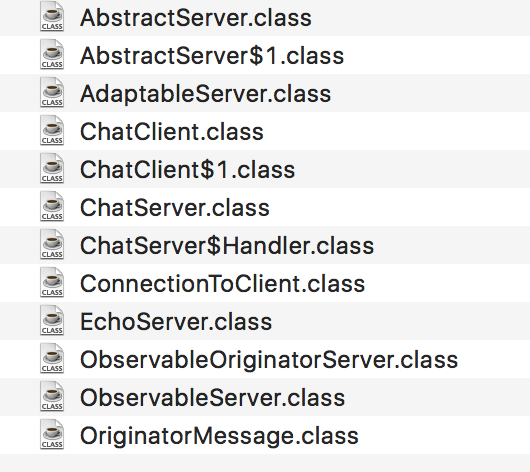 AbstractServer.class
AbstractServer$1.class
AdaptableServer.class
ChatClient.class
ChatClient$1.class
ChatServer.class
ChatServer$Handler.class
ConnectionToClient.class
EchoServer.class
ObservableOriginatorServer.class
ObservableServer.class
OriginatorMessage.class
CLASS
CLASS
CLASS
CLASS
CLASS
CLASS
CLASS
CLASS
CLASS
CLASS
CLASS
CLASS